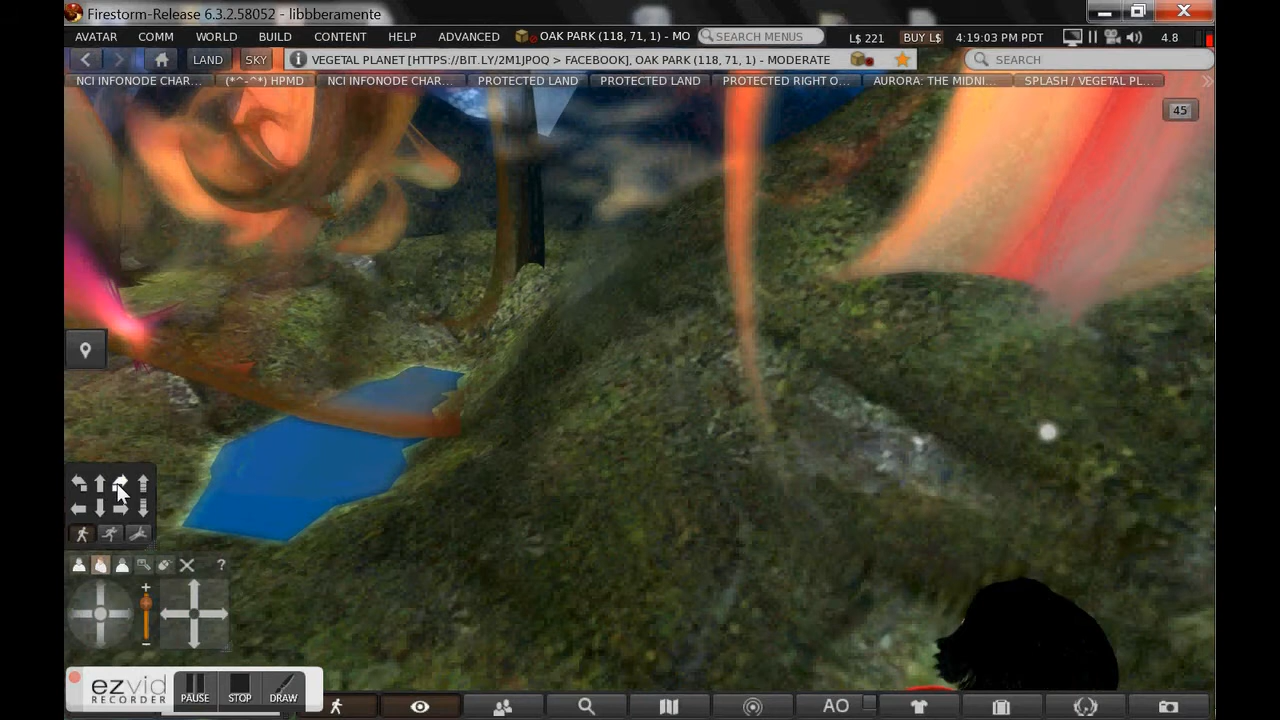 Firestorm-Release 6.3.2.58052 - libbberamente
AVATAR COMM WORLD BUILD CONTENT HELP ADVANCED OAK PARK (118, 71, 1) - MO SEARCH MENUS L$ 221 BUY L$ 4:19:03 PM PDT 4.8
LAND SKY VEGETAL PLANET [HTTPS://BIT.LY/2N1JPOQ > FACEBOOK], OAK PARK (118, 71, 1) - MODERATE SEARCH
NCI INFONODE CHAR... (*^-^*) HPMD NCI INFONODE CHAR... PROTECTED LAND PROTECTED LAND PROTECTED RIGHT O... AURORA: THE MIDNI... SPLASH / VEGETAL PL...
45
?
ezvid
RECORDER
PAUSE STOP DRAW
AO